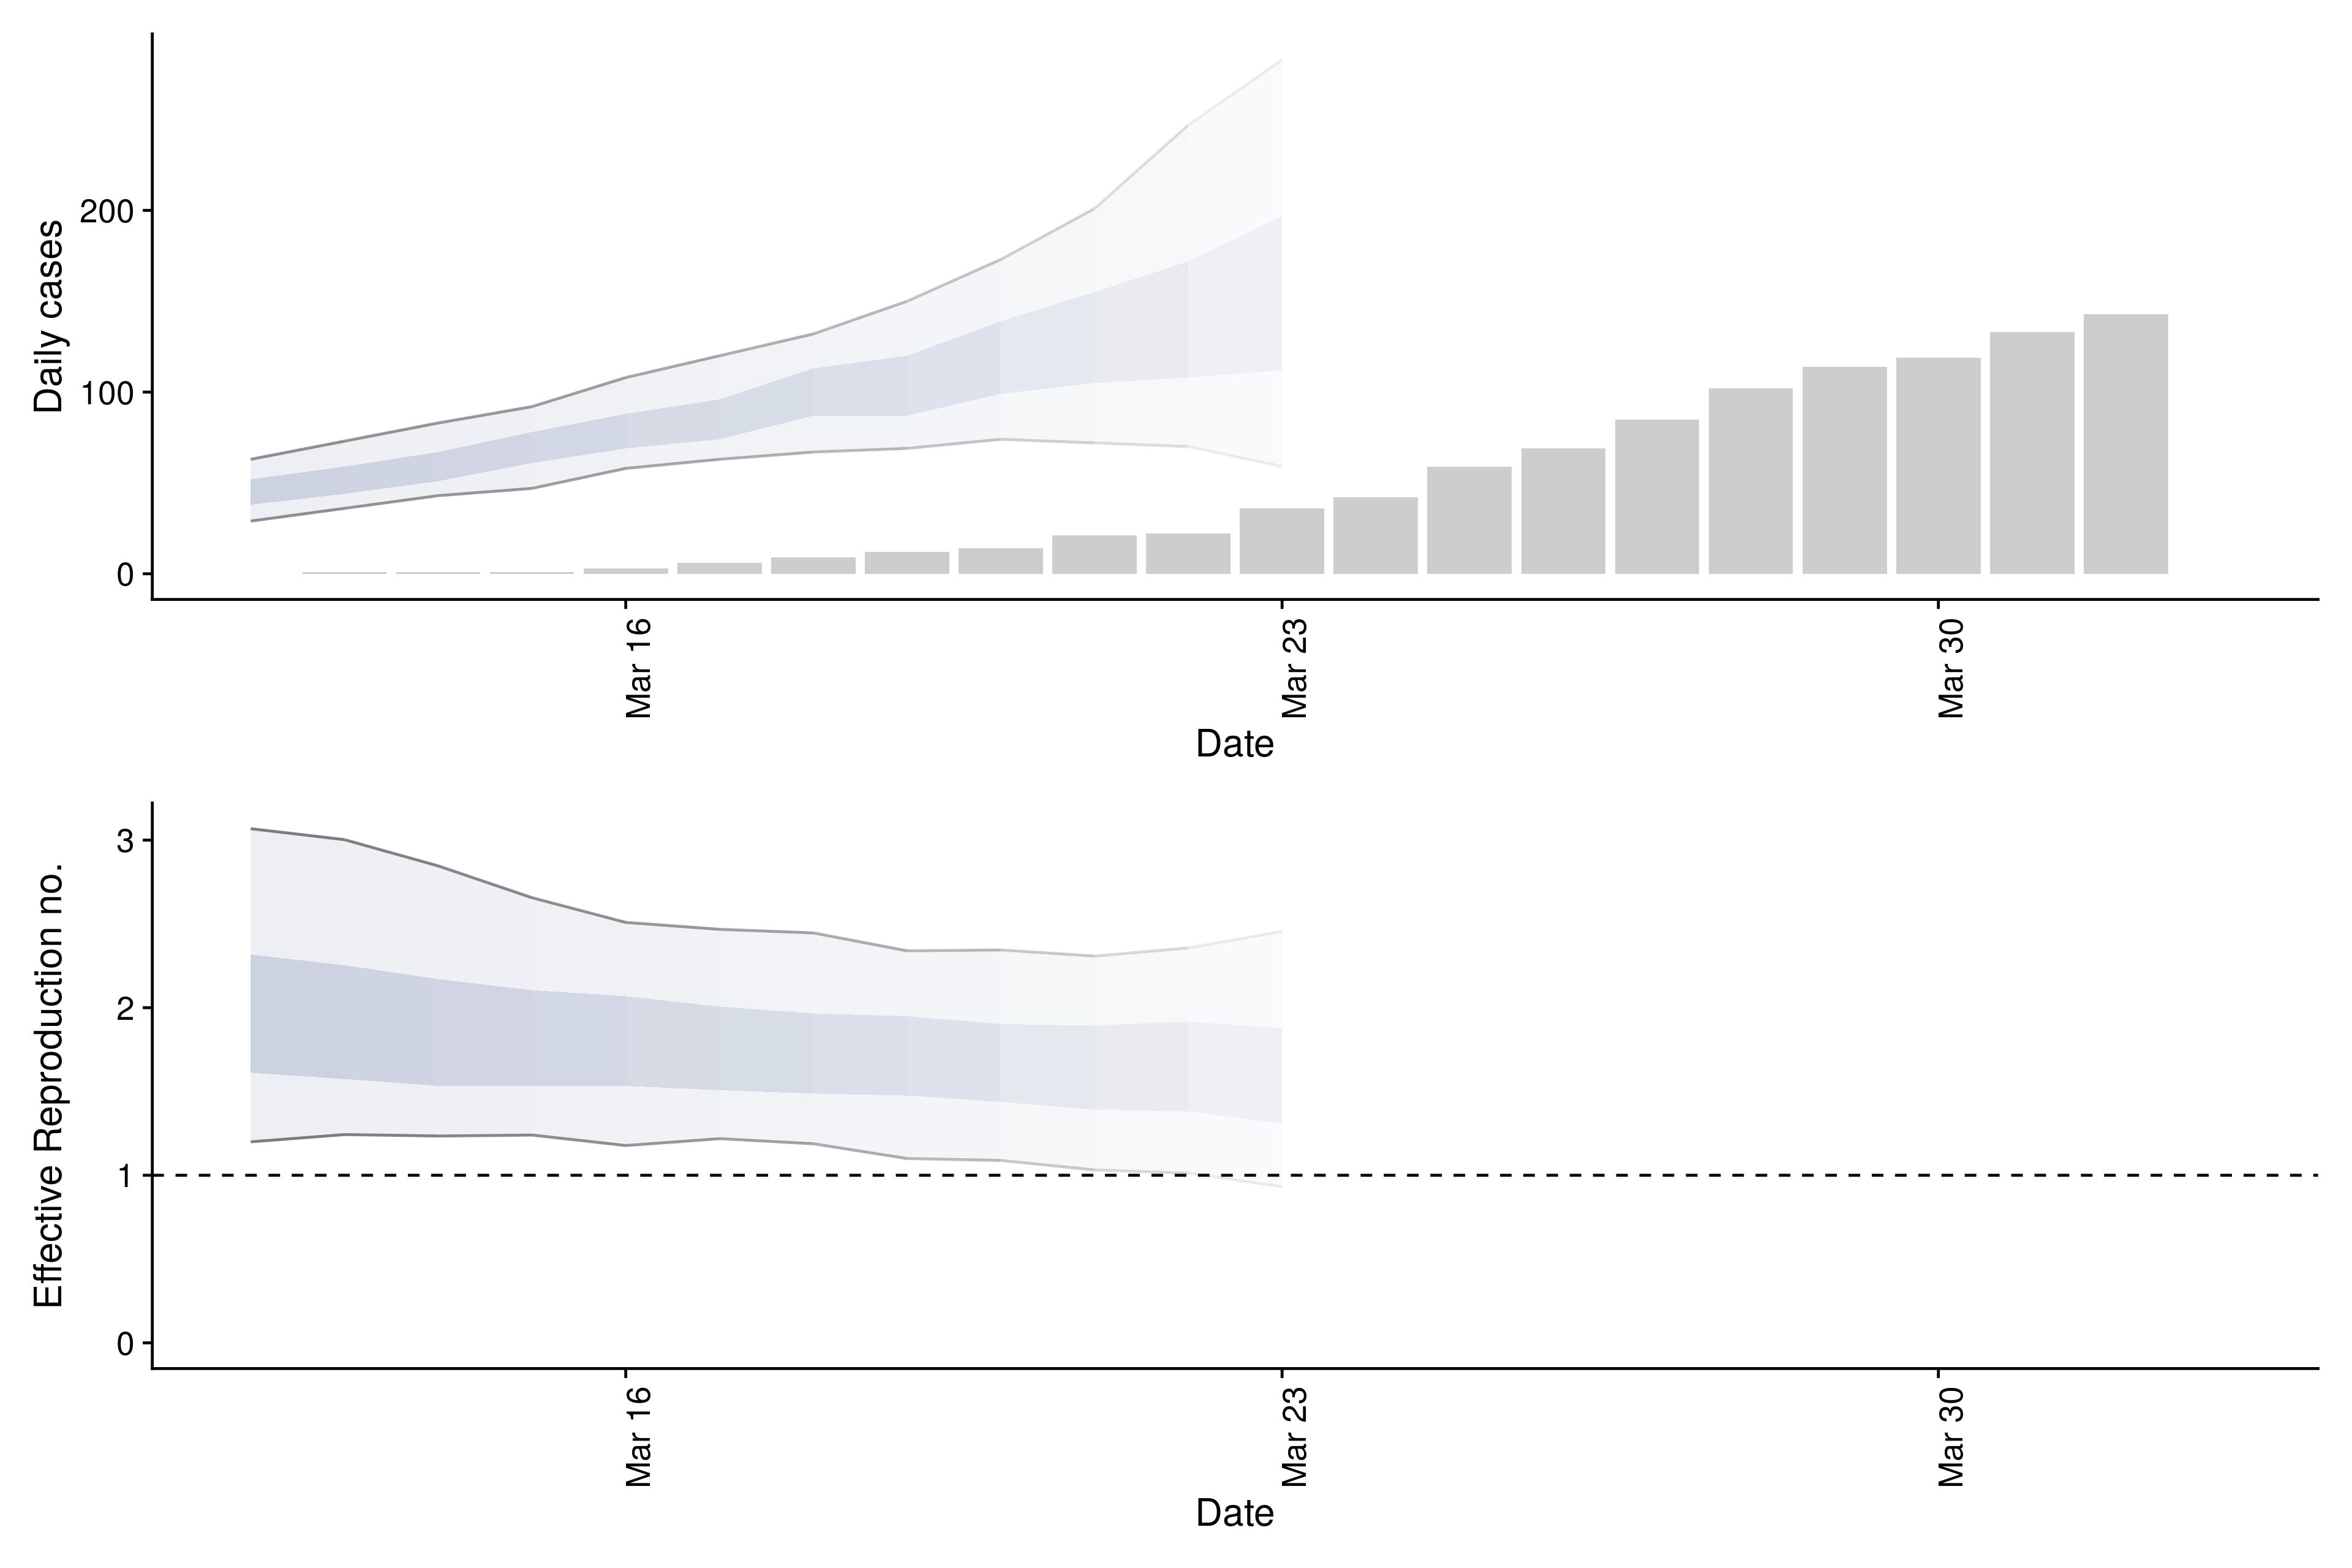 Daily cases
200
100
0
Mar 16
Mar 23
Mar 30
Date
Effective Reproduction no.
3
2
1
0
Mar 16
Mar 23
Mar 30
Date